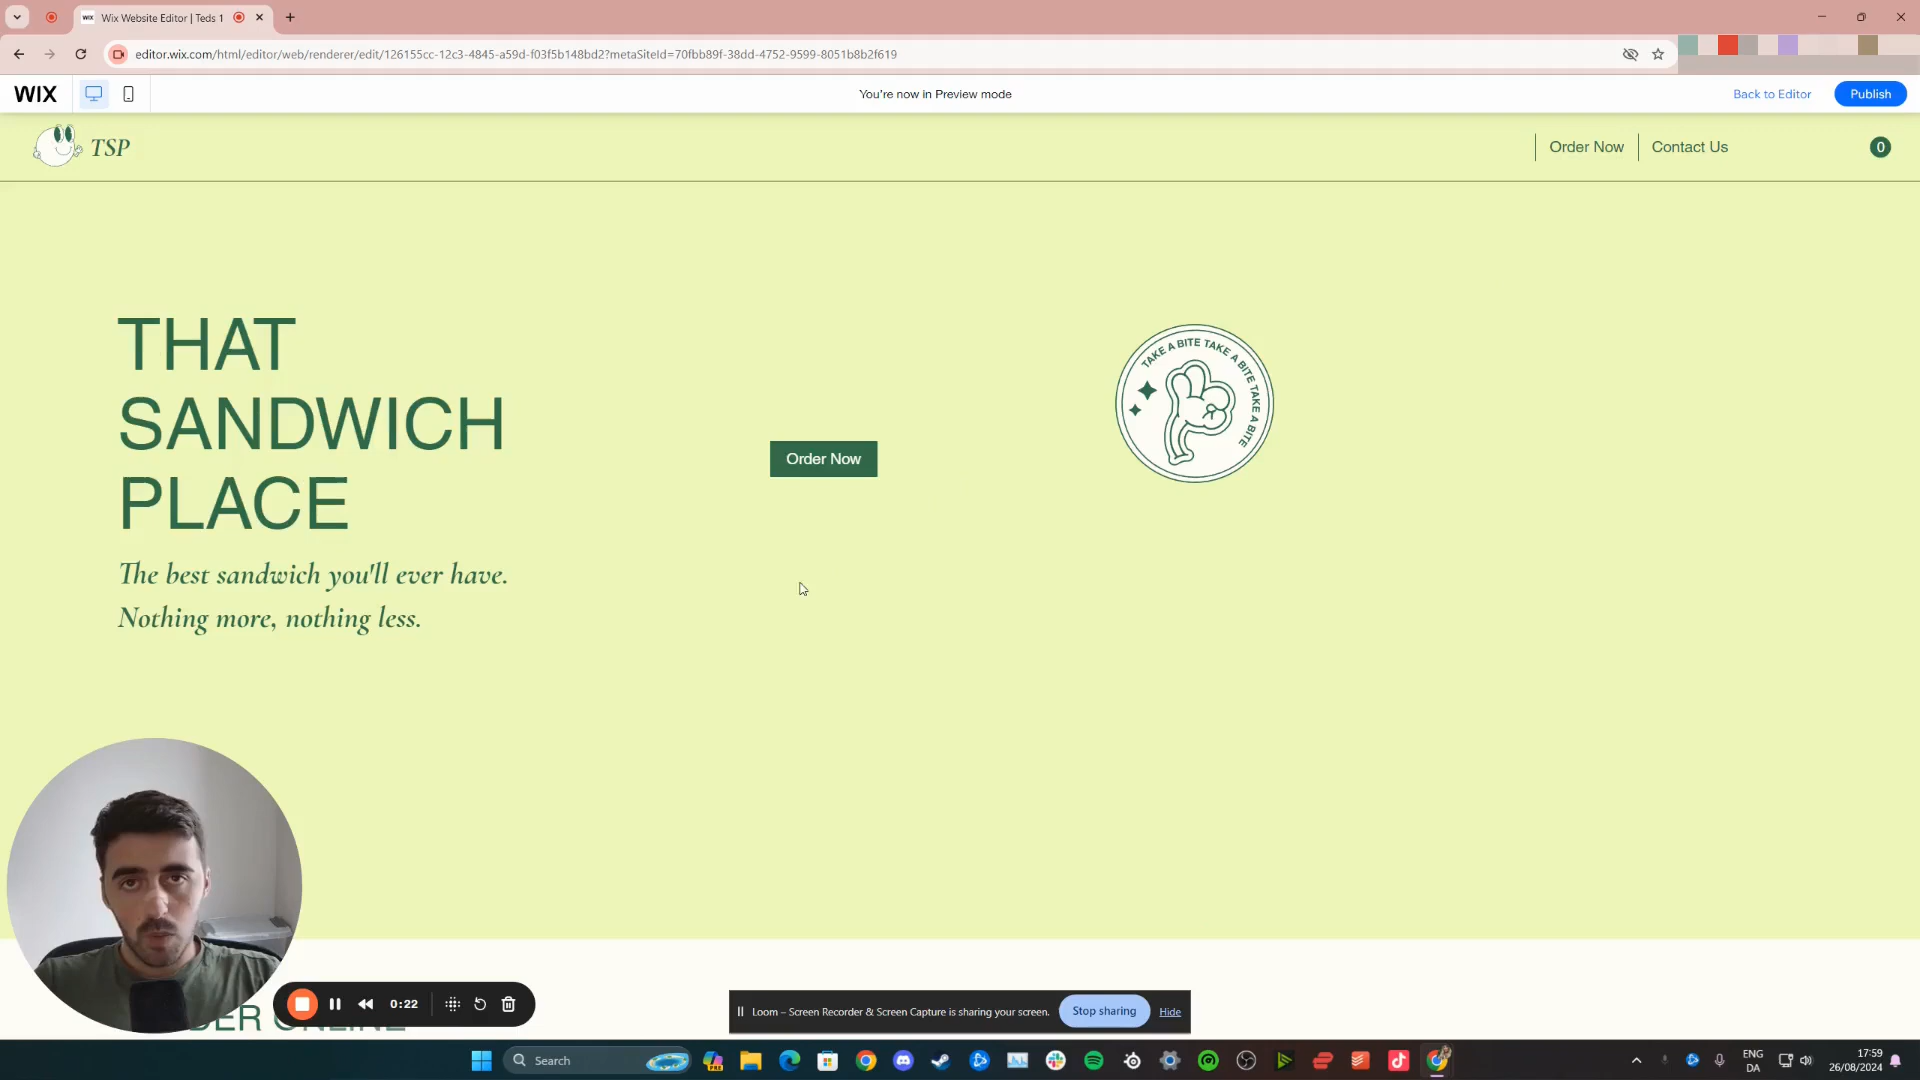 Wix Website Editor | Teds 1
editor.wix.com/html/editor/web/renderer/edit/126155cc-12c3-4845-a59d-f03f5b148bd2?metaSiteId=70fbb89f-38dd-4752-9599-8051b8b2f619
WIX
You're now in Preview mode
Back to Editor
Publish
TSP
Order Now
Contact Us
0
THAT
SANDWICH
PLACE
TAKE A BITE TAKE A BITE TAKE A BITE
Order Now
The best sandwich you'll ever have.
Nothing more, nothing less.
0:22
DER ONLINE
Loom – Screen Recorder & Screen Capture is sharing your screen.
Stop sharing
Hide
Search
ENG
DA
17:59
26/08/2024